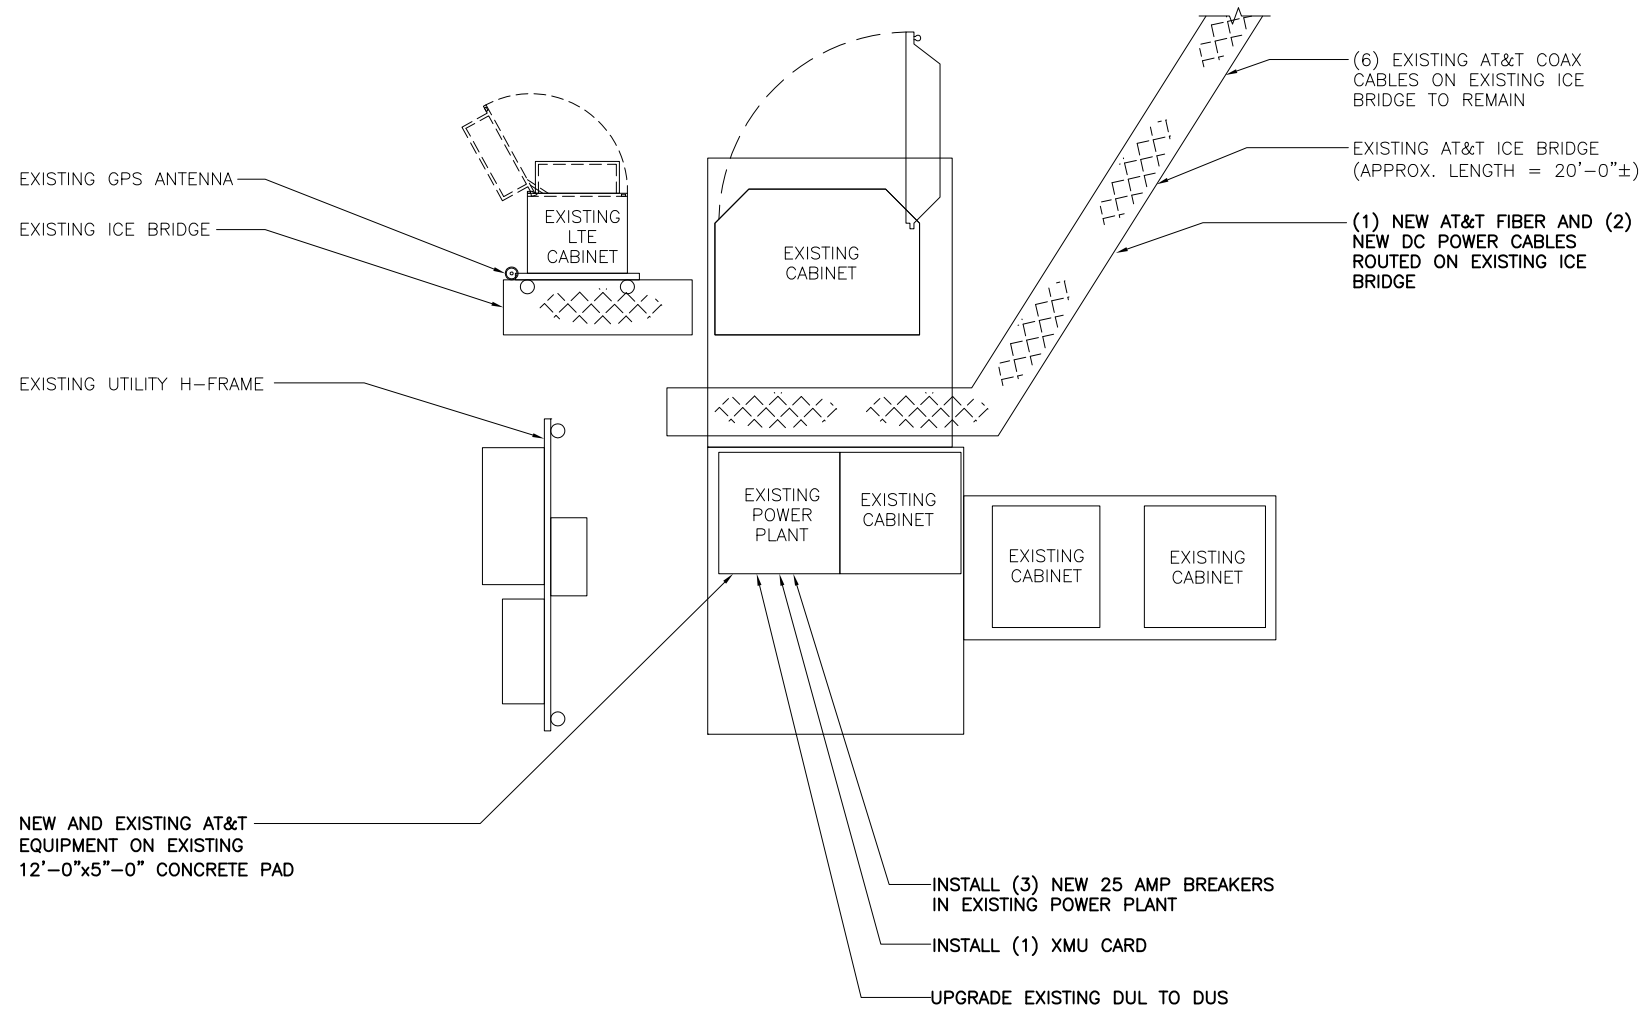 (6) EXISTING AT&T COAX
CABLES ON EXISTING ICE
BRIDGE TO REMAIN
EXISTING AT&T ICE BRIDGE
(APPROX. LENGTH = 20'-0"±)
(1) NEW AT&T FIBER AND (2)
NEW DC POWER CABLES
ROUTED ON EXISTING ICE
BRIDGE
EXISTING GPS ANTENNA
EXISTING ICE BRIDGE
EXISTING
LTE
CABINET
EXISTING
CABINET
EXISTING UTILITY H-FRAME
EXISTING
POWER
PLANT
EXISTING
CABINET
EXISTING
CABINET
EXISTING
CABINET
NEW AND EXISTING AT&T
EQUIPMENT ON EXISTING
12'-0"x5"-0" CONCRETE PAD
INSTALL (3) NEW 25 AMP BREAKERS
IN EXISTING POWER PLANT
INSTALL (1) XMU CARD
UPGRADE EXISTING DUL TO DUS